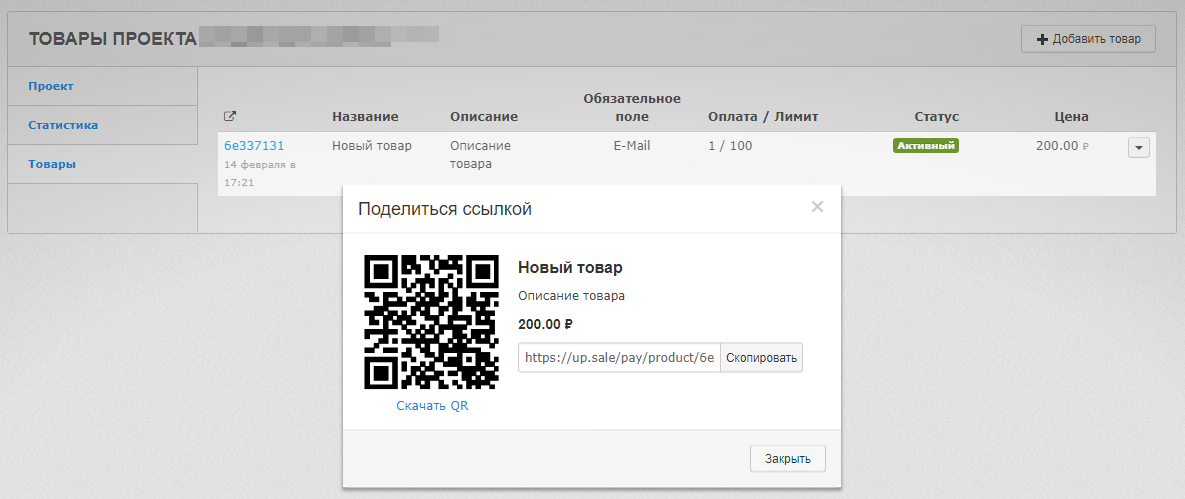 ТОВАРЫ ПРОЕКТА
Добавить товар
Проект
Статистика
Товары
Название Описание Обязательное поле Оплата / Лимит Статус Цена
6e337131 Новый товар Описание товара E-Mail 1 / 100 Активный 200.00 ₽
14 февраля в
17:21
Поделиться ссылкой ×
Новый товар
Описание товара
200.00 ₽
https://up.sale/pay/product/6e Скопировать
Скачать QR
Закрыть